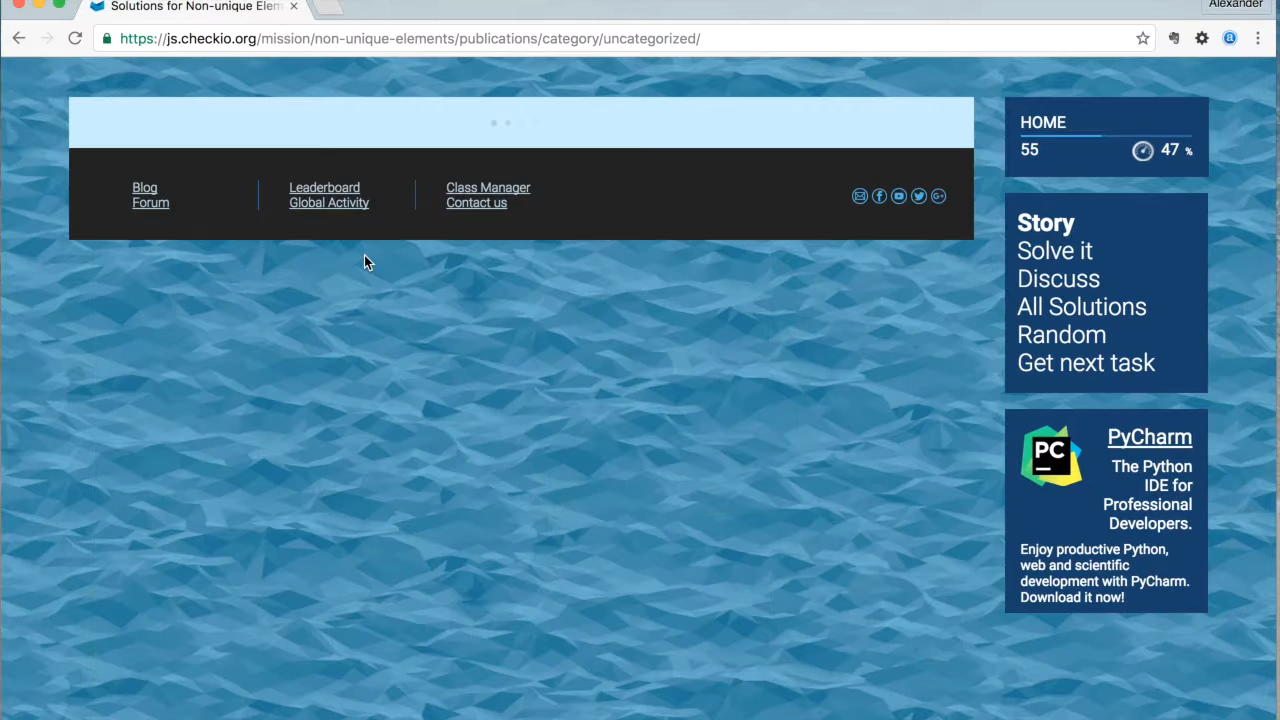 Solutions for Non-unique Elem
Alexander
https://js.checkio.org/mission/non-unique-elements/publications/category/uncategorized/
Blog
Forum
Leaderboard
Global Activity
Class Manager
Contact us
HOME
55
47 %
Story
Solve it
Discuss
All Solutions
Random
Get next task
PC
PyCharm
The Python
IDE for
Professional
Developers.
Enjoy productive Python,
web and scientific
development with PyCharm.
Download it now!